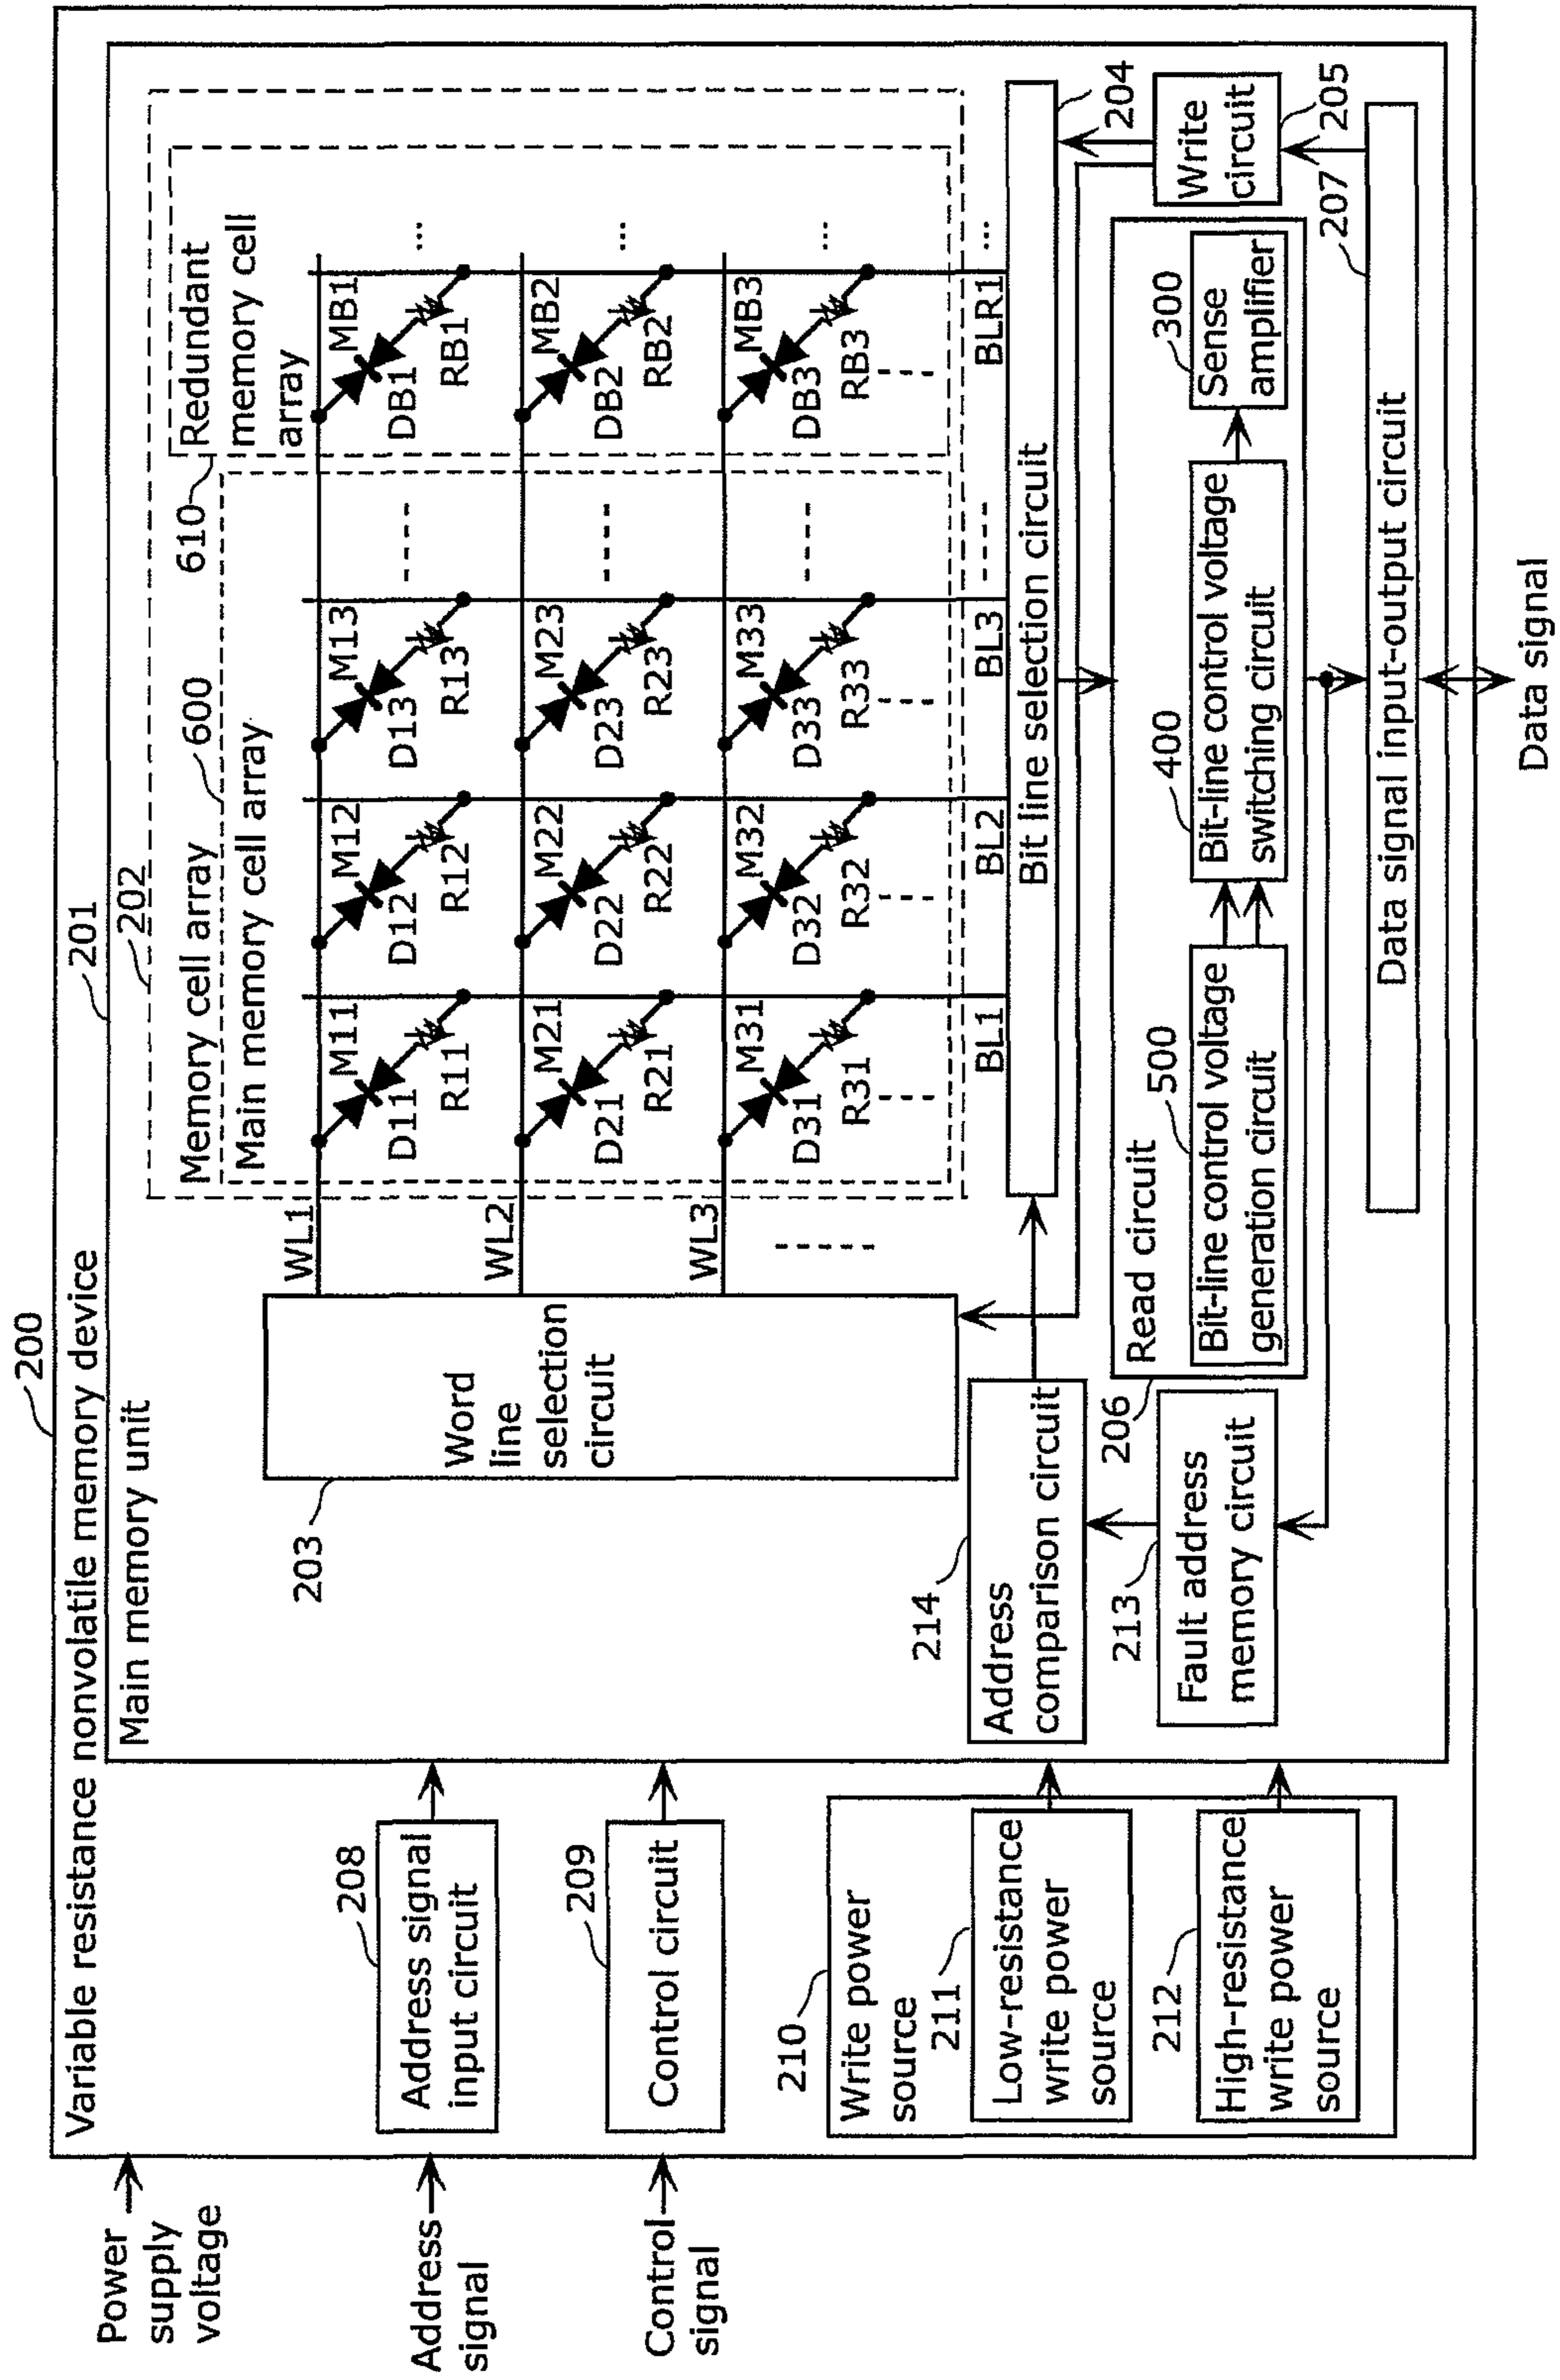 200
Variable resistance nonvolatile memory device
201
Main memory unit
202
Memory cell array
600
Main memory cell array
610
Redundant
memory cell
array
Power
supply
voltage
Address
signal
Control
signal
208
Address signal
input circuit
209
Control circuit
210
Write power
source
211
Low-resistance
write power
source
212
High-resistance
write power
source
203
Word
line
selection
circuit
WL1
WL2
WL3
M11
D11
R11
M12
D12
R12
M13
D13
R13
MB1
DB1
RB1
M21
D21
R21
M22
D22
R22
M23
D23
R23
MB2
DB2
RB2
M31
D31
R31
M32
D32
R32
M33
D33
R33
MB3
DB3
RB3
BL1
BL2
BL3
BLR1
Bit line selection circuit
204
214
Address
comparison circuit
213
Fault address
memory circuit
206
Read circuit
500
Bit-line control voltage
generation circuit
400
Bit-line control voltage
switching circuit
300
Sense
amplifier
Write
circuit
205
207
Data signal input-output circuit
Data signal